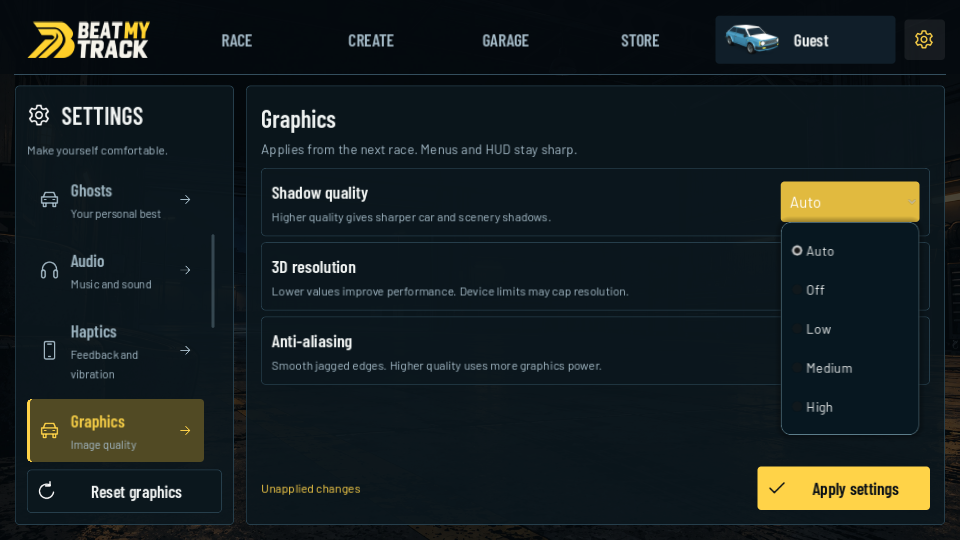 BEATMY
TRACK
RACE
CREATE
GARAGE
STORE
Guest
SETTINGS
Make yourself comfortable.
Ghosts
Your personal best
Audio
Music and sound
Haptics
Feedback and
vibration
Graphics
Image quality
Reset graphics
Graphics
Applies from the next race. Menus and HUD stay sharp.
Shadow quality
Higher quality gives sharper car and scenery shadows.
Auto
Auto
Off
Low
Medium
High
3D resolution
Lower values improve performance. Device limits may cap resolution.
Anti-aliasing
Smooth jagged edges. Higher quality uses more graphics power.
Unapplied changes
Apply settings